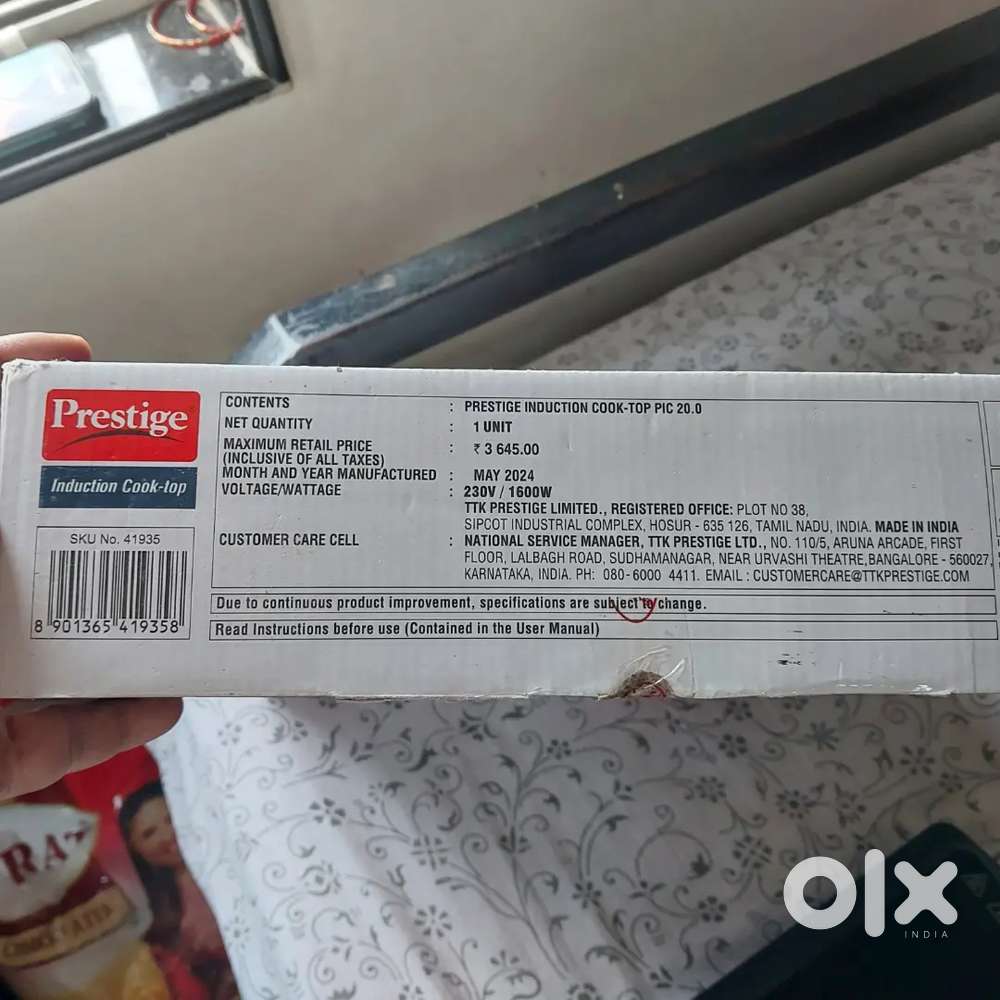 Prestige
Induction Cook-top
SKU No. 41935
8 901365 419358
CONTENTS : PRESTIGE INDUCTION COOK-TOP PIC 20.0
NET QUANTITY : 1 UNIT
MAXIMUM RETAIL PRICE : ₹ 3 645.00
(INCLUSIVE OF ALL TAXES)
MONTH AND YEAR MANUFACTURED : MAY 2024
VOLTAGE/WATTAGE : 230V / 1600W
TTK PRESTIGE LIMITED., REGISTERED OFFICE: PLOT NO 38,
SIPCOT INDUSTRIAL COMPLEX, HOSUR - 635 126, TAMIL NADU, INDIA. MADE IN INDIA
CUSTOMER CARE CELL : NATIONAL SERVICE MANAGER, TTK PRESTIGE LTD., NO. 110/5, ARUNA ARCADE, FIRST
FLOOR, LALBAGH ROAD, SUDHAMANAGAR, NEAR URVASHI THEATRE, BANGALORE - 560027,
KARNATAKA, INDIA. PH: 080-6000 4411. EMAIL : CUSTOMERCARE@TTKPRESTIGE.COM
Due to continuous product improvement, specifications are subject to change.
Read Instructions before use (Contained in the User Manual)
olx
INDIA